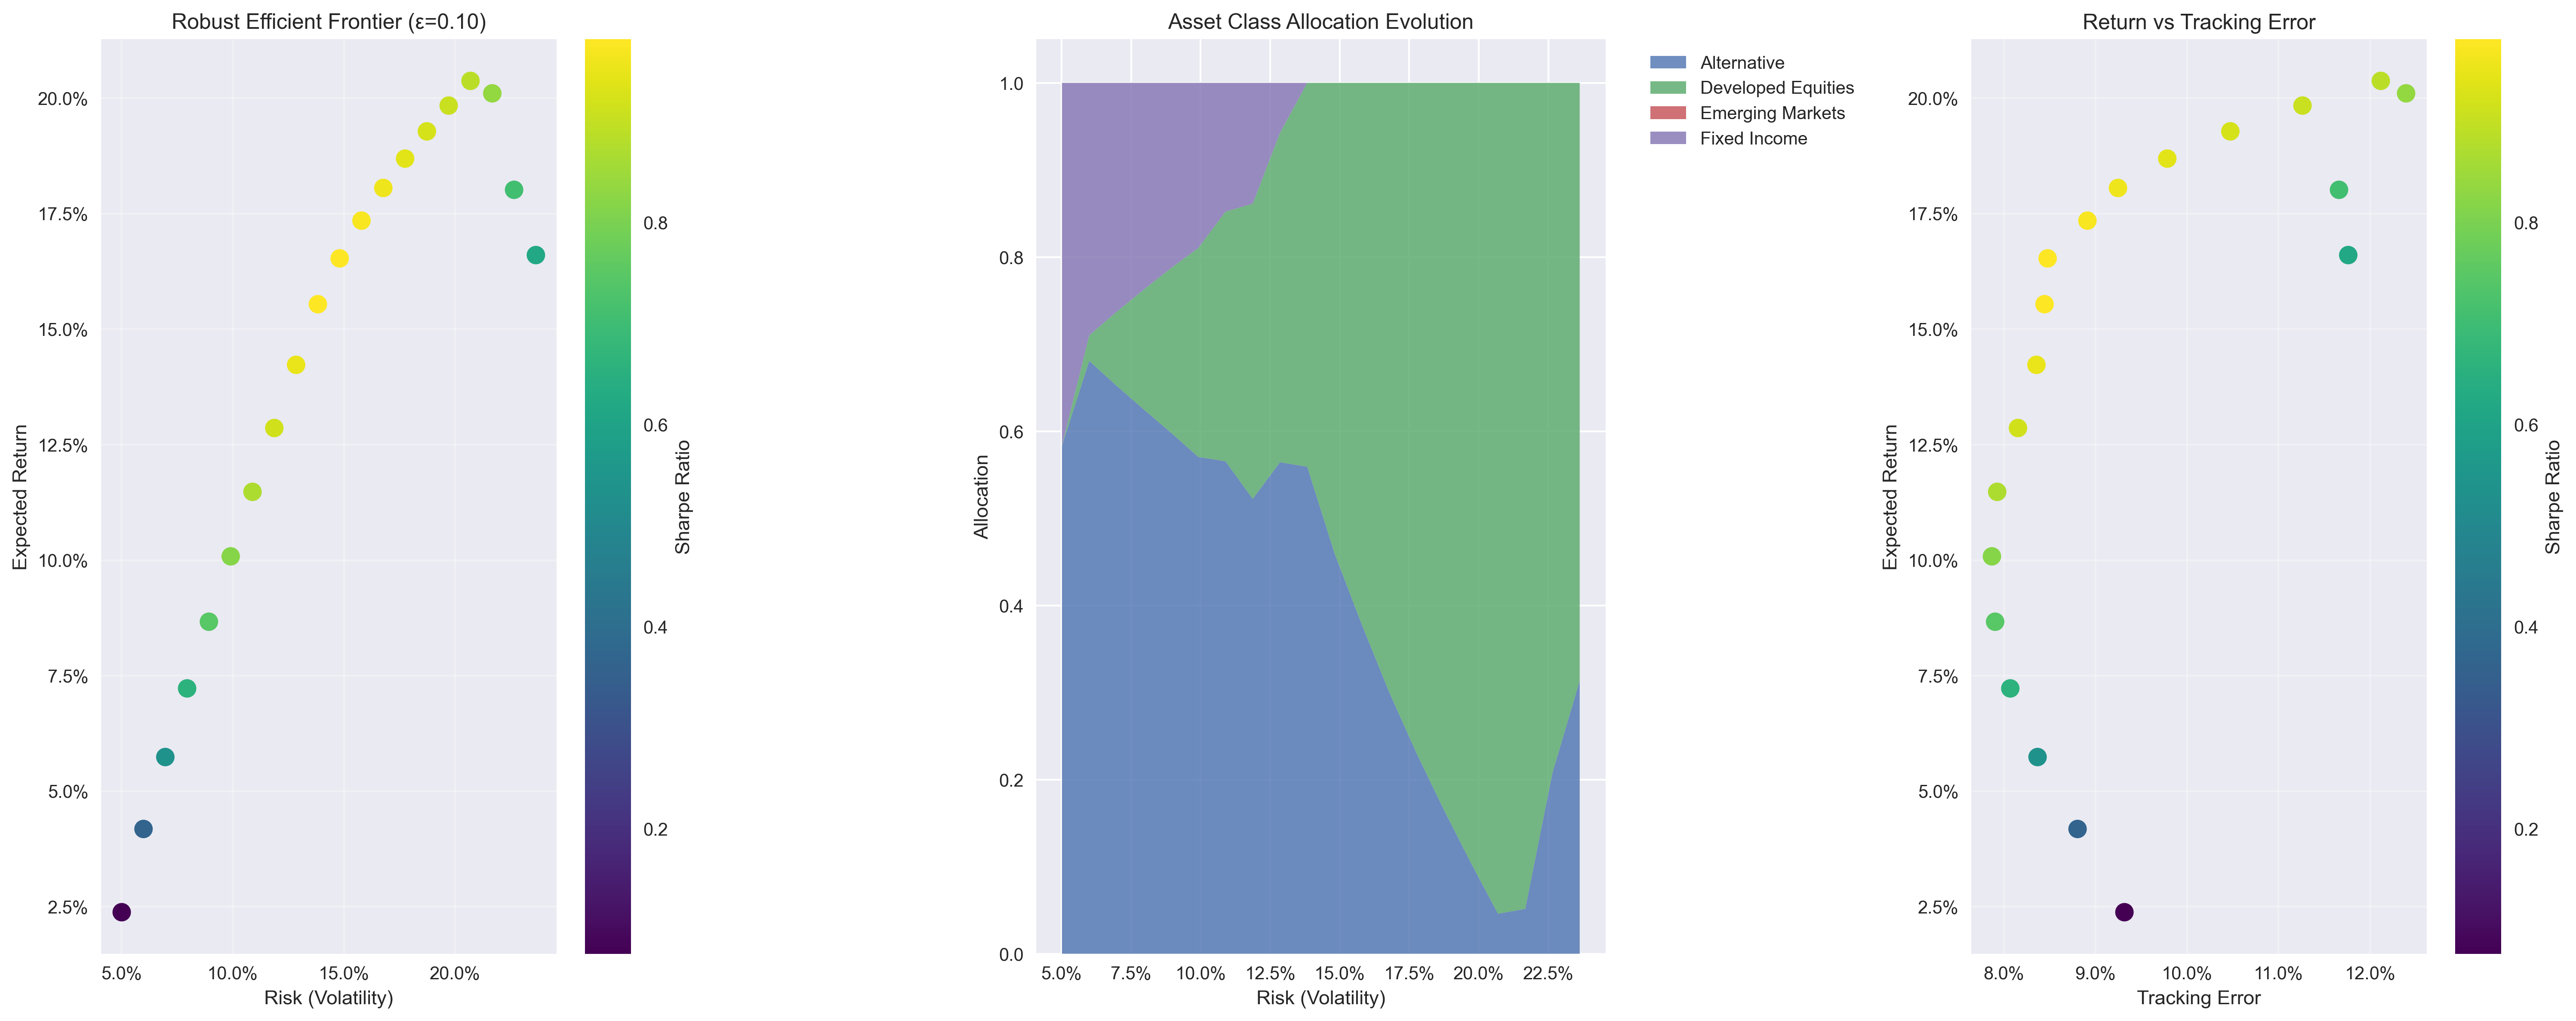 Robust Efficient Frontier (ε=0.10)
20.0%
17.5%
15.0%
12.5%
10.0%
7.5%
5.0%
2.5%
Expected Return
5.0% 10.0% 15.0% 20.0%
Risk (Volatility)
0.8
0.6
0.4
0.2
Sharpe Ratio
Asset Class Allocation Evolution
1.0
0.8
0.6
0.4
0.2
0.0
Allocation
5.0% 7.5% 10.0% 12.5% 15.0% 17.5% 20.0% 22.5%
Risk (Volatility)
Alternative
Developed Equities
Emerging Markets
Fixed Income
Return vs Tracking Error
20.0%
17.5%
15.0%
12.5%
10.0%
7.5%
5.0%
2.5%
Expected Return
8.0% 9.0% 10.0% 11.0% 12.0%
Tracking Error
0.8
0.6
0.4
0.2
Sharpe Ratio